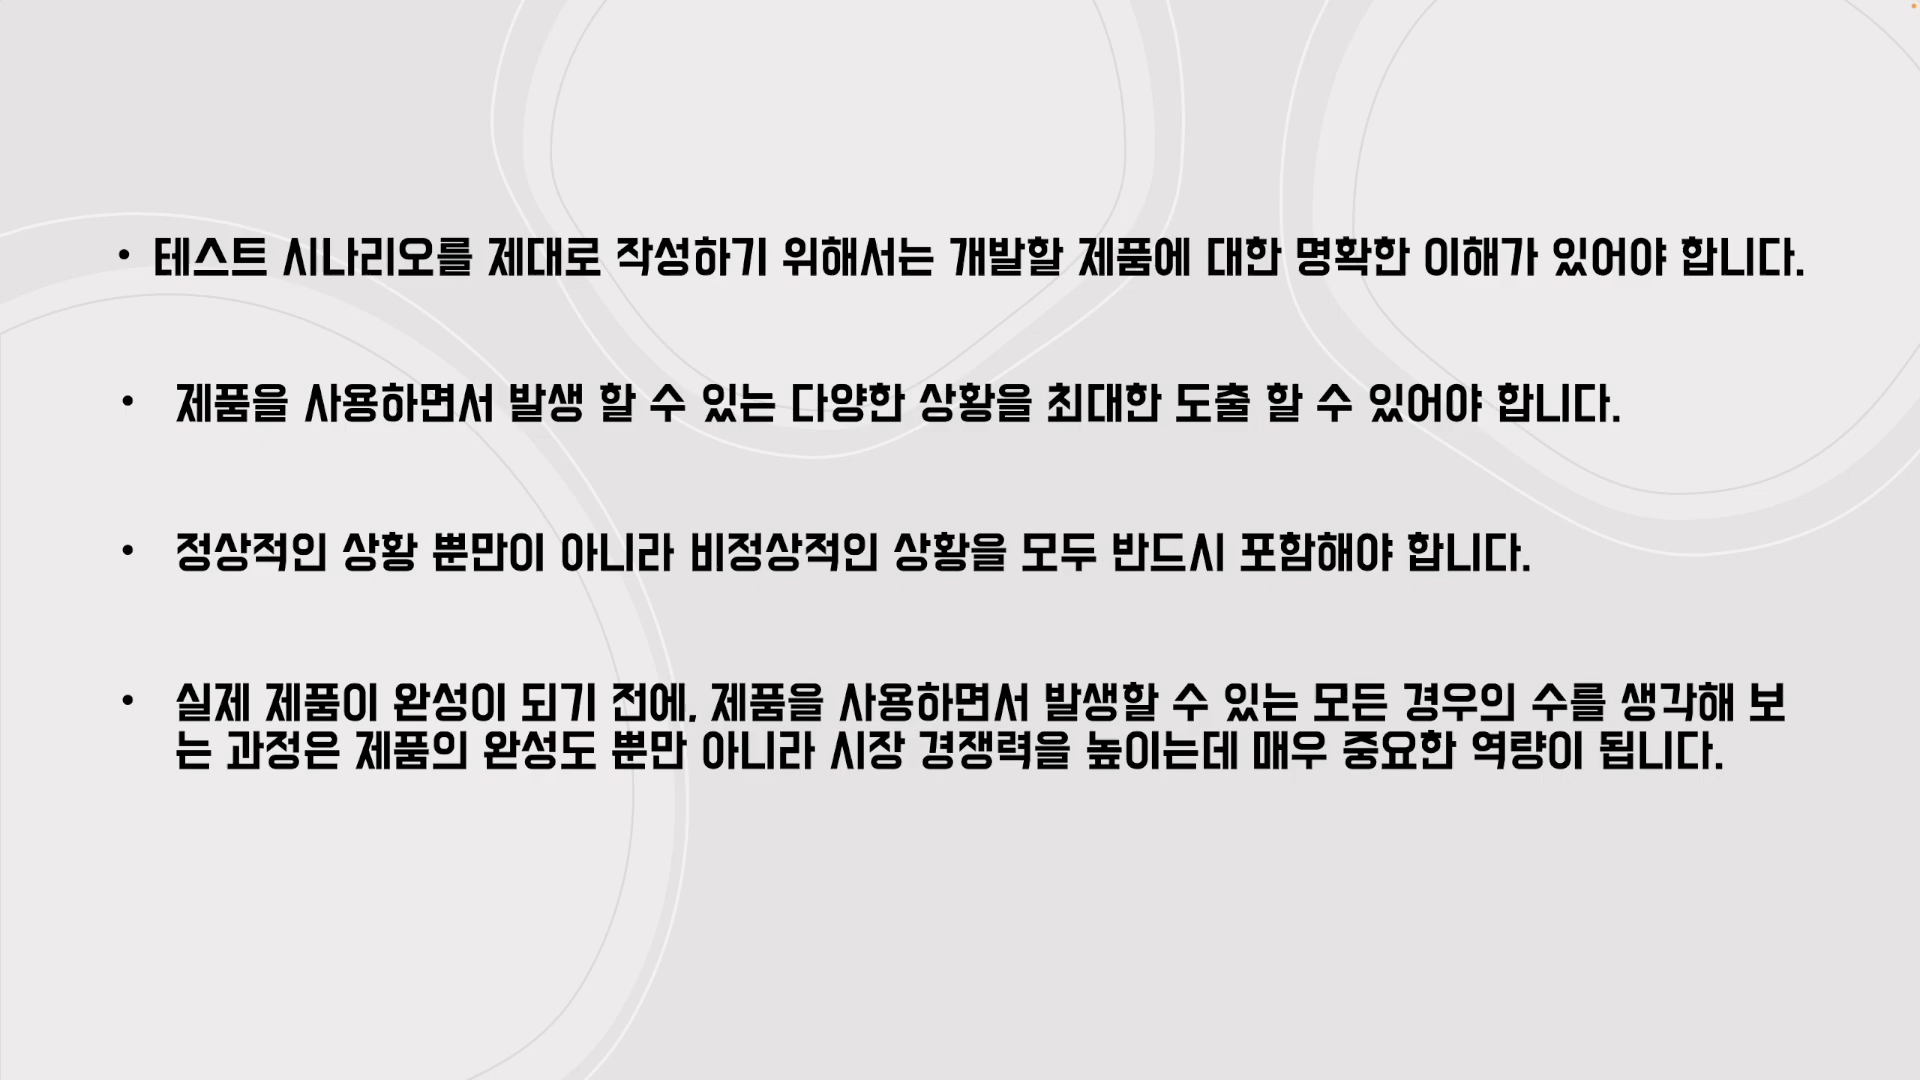 • 테스트 시나리오를 제대로 작성하기 위해서는 개발할 제품에 대한 명확한 이해가 있어야 합니다.
• 제품을 사용하면서 발생 할 수 있는 다양한 상황을 최대한 도출 할 수 있어야 합니다.
• 정상적인 상황 뿐만이 아니라 비정상적인 상황을 모두 반드시 포함해야 합니다.
• 실제 제품이 완성이 되기 전에, 제품을 사용하면서 발생할 수 있는 모든 경우의 수를 생각해 보
는 과정은 제품의 완성도 뿐만 아니라 시장 경쟁력을 높이는데 매우 중요한 역량이 됩니다.